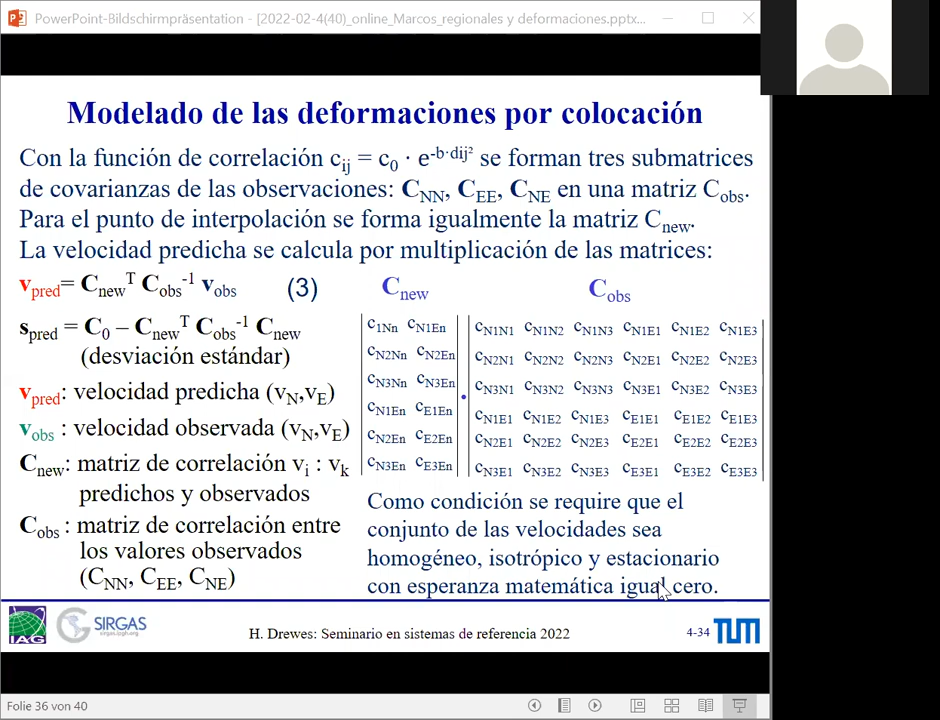 PowerPoint-Bildschirmpräsentation - [2022-02-4(40)_online_Marcos_regionales y deformaciones.pptx...
Modelado de las deformaciones por colocación
Con la función de correlación cij = c0 · e-b·dij² se forman tres submatrices
de covarianzas de las observaciones: CNN, CEE, CNE en una matriz Cobs.
Para el punto de interpolación se forma igualmente la matriz Cnew.
La velocidad predicha se calcula por multiplicación de las matrices:
vpred= CnewT Cobs-1 vobs (3)
spred = C0 – CnewT Cobs-1 Cnew
(desviación estándar)
vpred: velocidad predicha (vN,vE)
vobs : velocidad observada (vN,vE)
Cnew: matriz de correlación vi : vk
predichos y observados
Cobs : matriz de correlación entre
los valores observados
(CNN, CEE, CNE)
Cnew Cobs
c1Nn cN1En cN1N1 cN1N2 cN1N3 cN1E1 cN1E2 cN1E3
cN2Nn cN2En cN2N1 cN2N2 cN2N3 cN2E1 cN2E2 cN2E3
cN3Nn cN3En cN3N1 cN3N2 cN3N3 cN3E1 cN3E2 cN3E3
cN1En cE1En · cN1E1 cN1E2 cN1E3 cE1E1 cE1E2 cE1E3
cN2En cE2En cN2E1 cN2E2 cN2E3 cE2E1 cE2E2 cE2E3
cN3En cE3En cN3E1 cN3E2 cN3E3 cE3E1 cE3E2 cE3E3
Como condición se require que el
conjunto de las velocidades sea
homogéneo, isotrópico y estacionario
con esperanza matemática igual cero.
IAG
SIRGAS
sirgas.ipgh.org
H. Drewes: Seminario en sistemas de referencia 2022
4-34
TUM
Folie 36 von 40